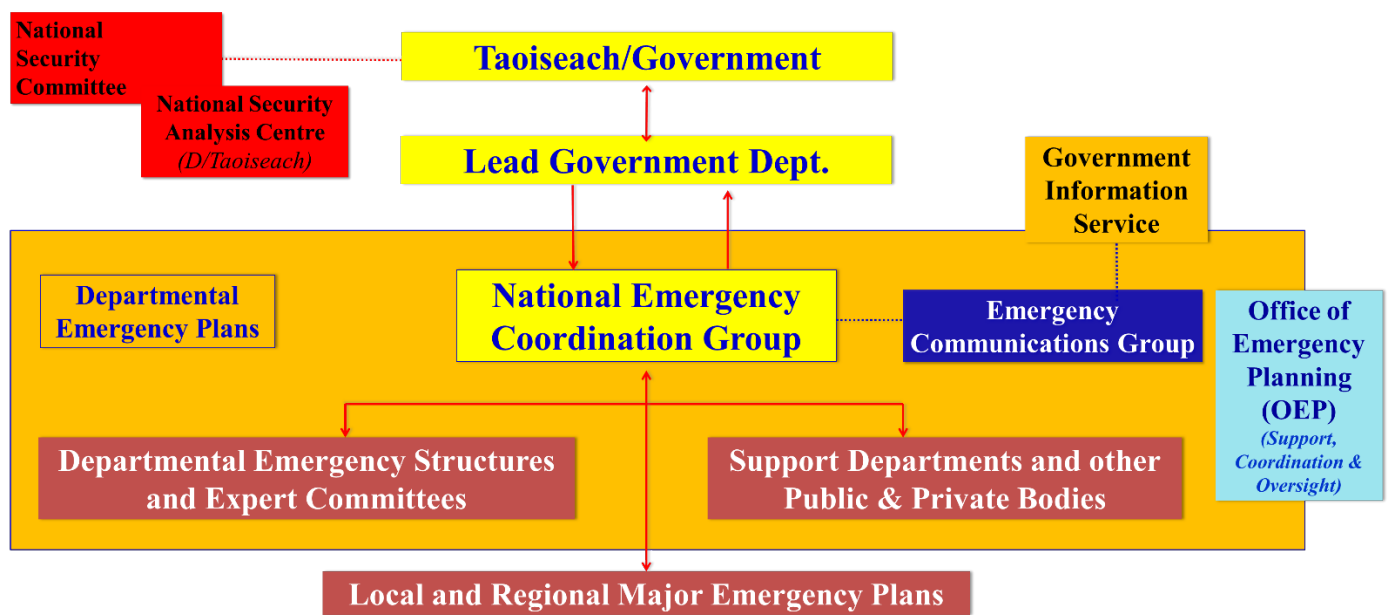 National
Security
Committee
Taoiseach/Government
National Security
Analysis Centre
(D/Taoiseach)
Lead Government Dept.
Government
Information
Service
Departmental
Emergency Plans
National Emergency
Coordination Group
Emergency
Communications Group
Office of
Emergency
Planning
(OEP)
(Support,
Coordination &
Oversight)
Departmental Emergency Structures
and Expert Committees
Support Departments and other
Public & Private Bodies
Local and Regional Major Emergency Plans